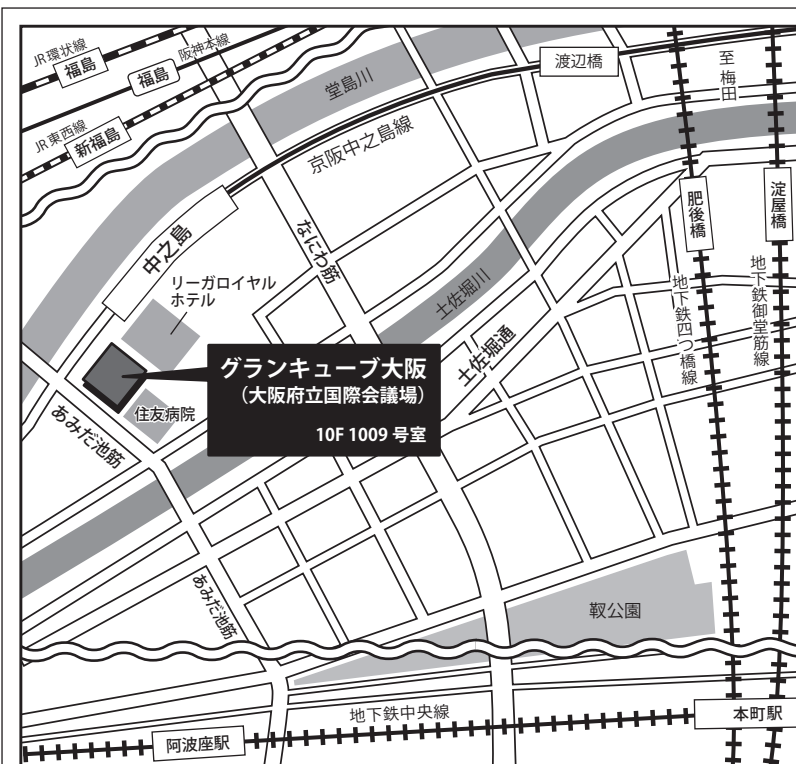 JR環状線
福島
阪神本線
福島
JR東西線
新福島
堂島川
渡辺橋
至 梅田
京阪中之島線
中之島
なにわ筋
リーガロイヤル
ホテル
土佐堀川
土佐堀通
肥後橋
淀屋橋
地下鉄四つ橋線
地下鉄御堂筋線
グランキューブ大阪
（大阪府立国際会議場）
10F 1009 号室
住友病院
あみだ池筋
あみだ池筋
靱公園
地下鉄中央線
阿波座駅
本町駅